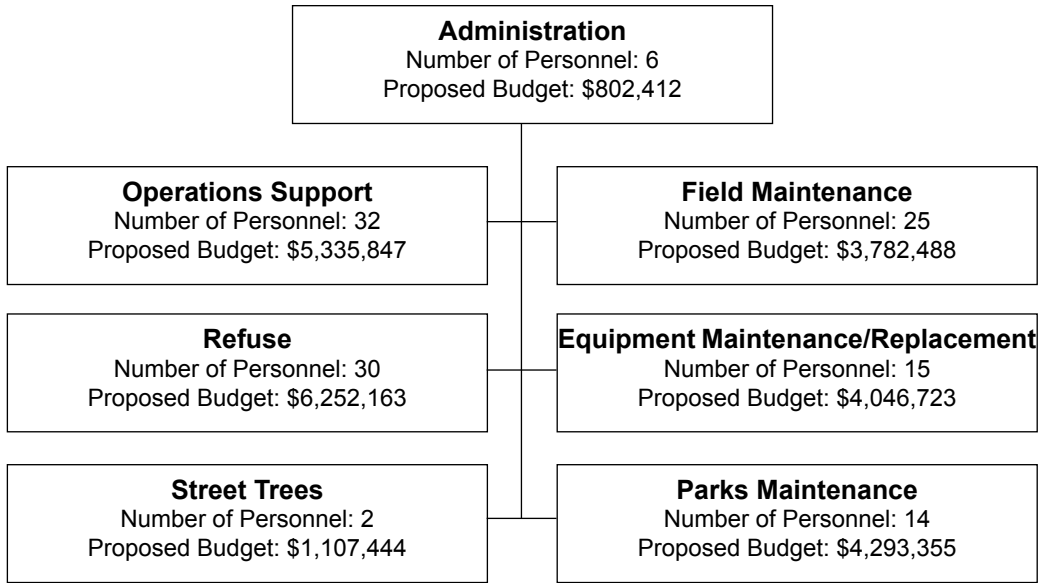 Administration
Number of Personnel: 6
Proposed Budget: $802,412
Operations Support
Number of Personnel: 32
Proposed Budget: $5,335,847
Field Maintenance
Number of Personnel: 25
Proposed Budget: $3,782,488
Refuse
Number of Personnel: 30
Proposed Budget: $6,252,163
Equipment Maintenance/Replacement
Number of Personnel: 15
Proposed Budget: $4,046,723
Street Trees
Number of Personnel: 2
Proposed Budget: $1,107,444
Parks Maintenance
Number of Personnel: 14
Proposed Budget: $4,293,355